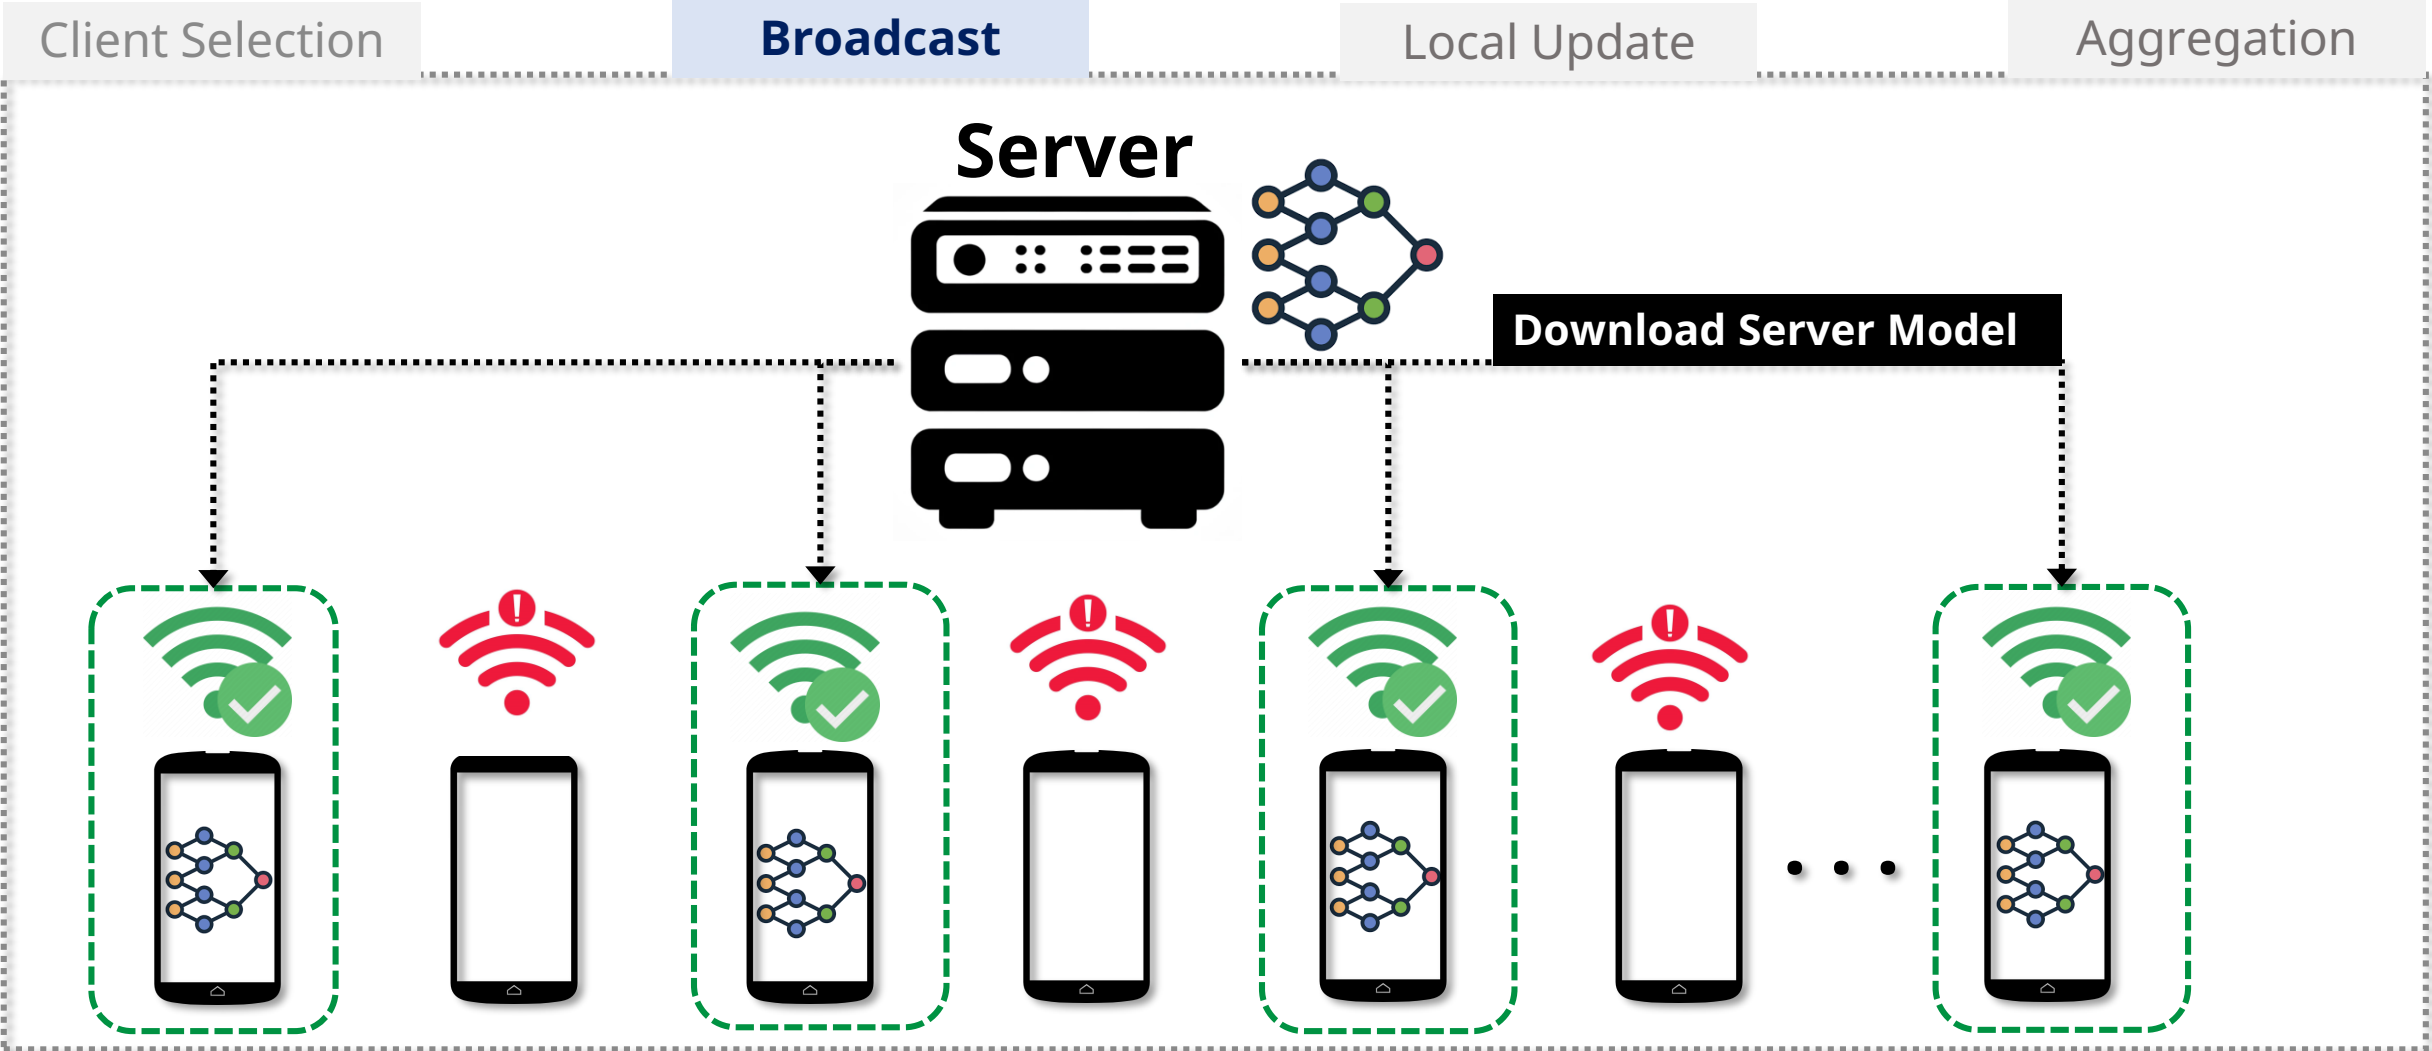 Client Selection
Broadcast
Local Update
Aggregation
Server
Download Server Model
. . .